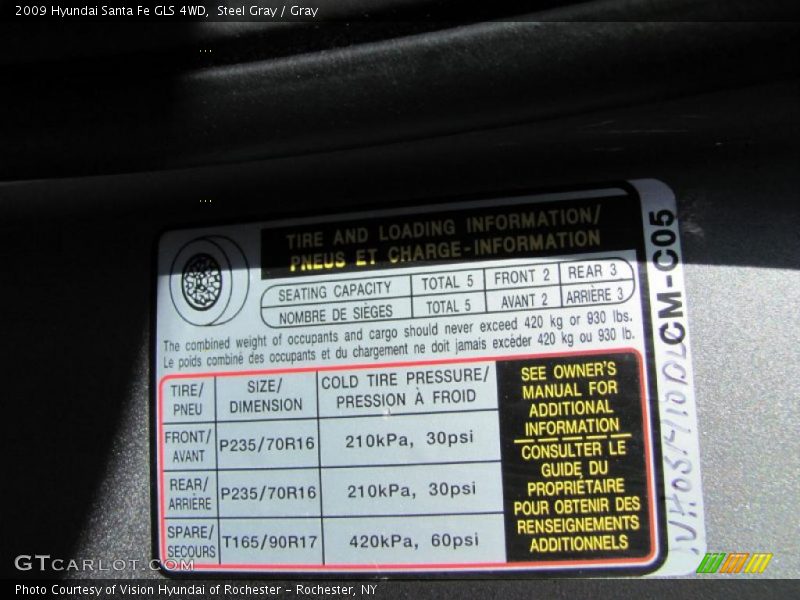 2009 Hyundai Santa Fe GLS 4WD, Steel Gray / Gray
TIRE AND LOADING INFORMATION/
PNEUS ET CHARGE-INFORMATION
SEATING CAPACITY TOTAL 5 FRONT 2 REAR 3
NOMBRE DE SIÈGES TOTAL 5 AVANT 2 ARRIÈRE 3
The combined weight of occupants and cargo should never exceed 420 kg or 930 lbs.
Le poids combiné des occupants et du chargement ne doit jamais excéder 420 kg ou 930 lb.
TIRE/
PNEU
SIZE/
DIMENSION
COLD TIRE PRESSURE/
PRESSION À FROID
FRONT/
AVANT
P235/70R16
210kPa, 30psi
REAR/
ARRIÈRE
P235/70R16
210kPa, 30psi
SPARE/
SECOURS
T165/90R17
420kPa, 60psi
SEE OWNER'S
MANUAL FOR
ADDITIONAL
INFORMATION
CONSULTER LE
GUIDE DU
PROPRIÉTAIRE
POUR OBTENIR DES
RENSEIGNEMENTS
ADDITIONNELS
CM-C05
GTCARLOT.COM
Photo Courtesy of Vision Hyundai of Rochester – Rochester, NY